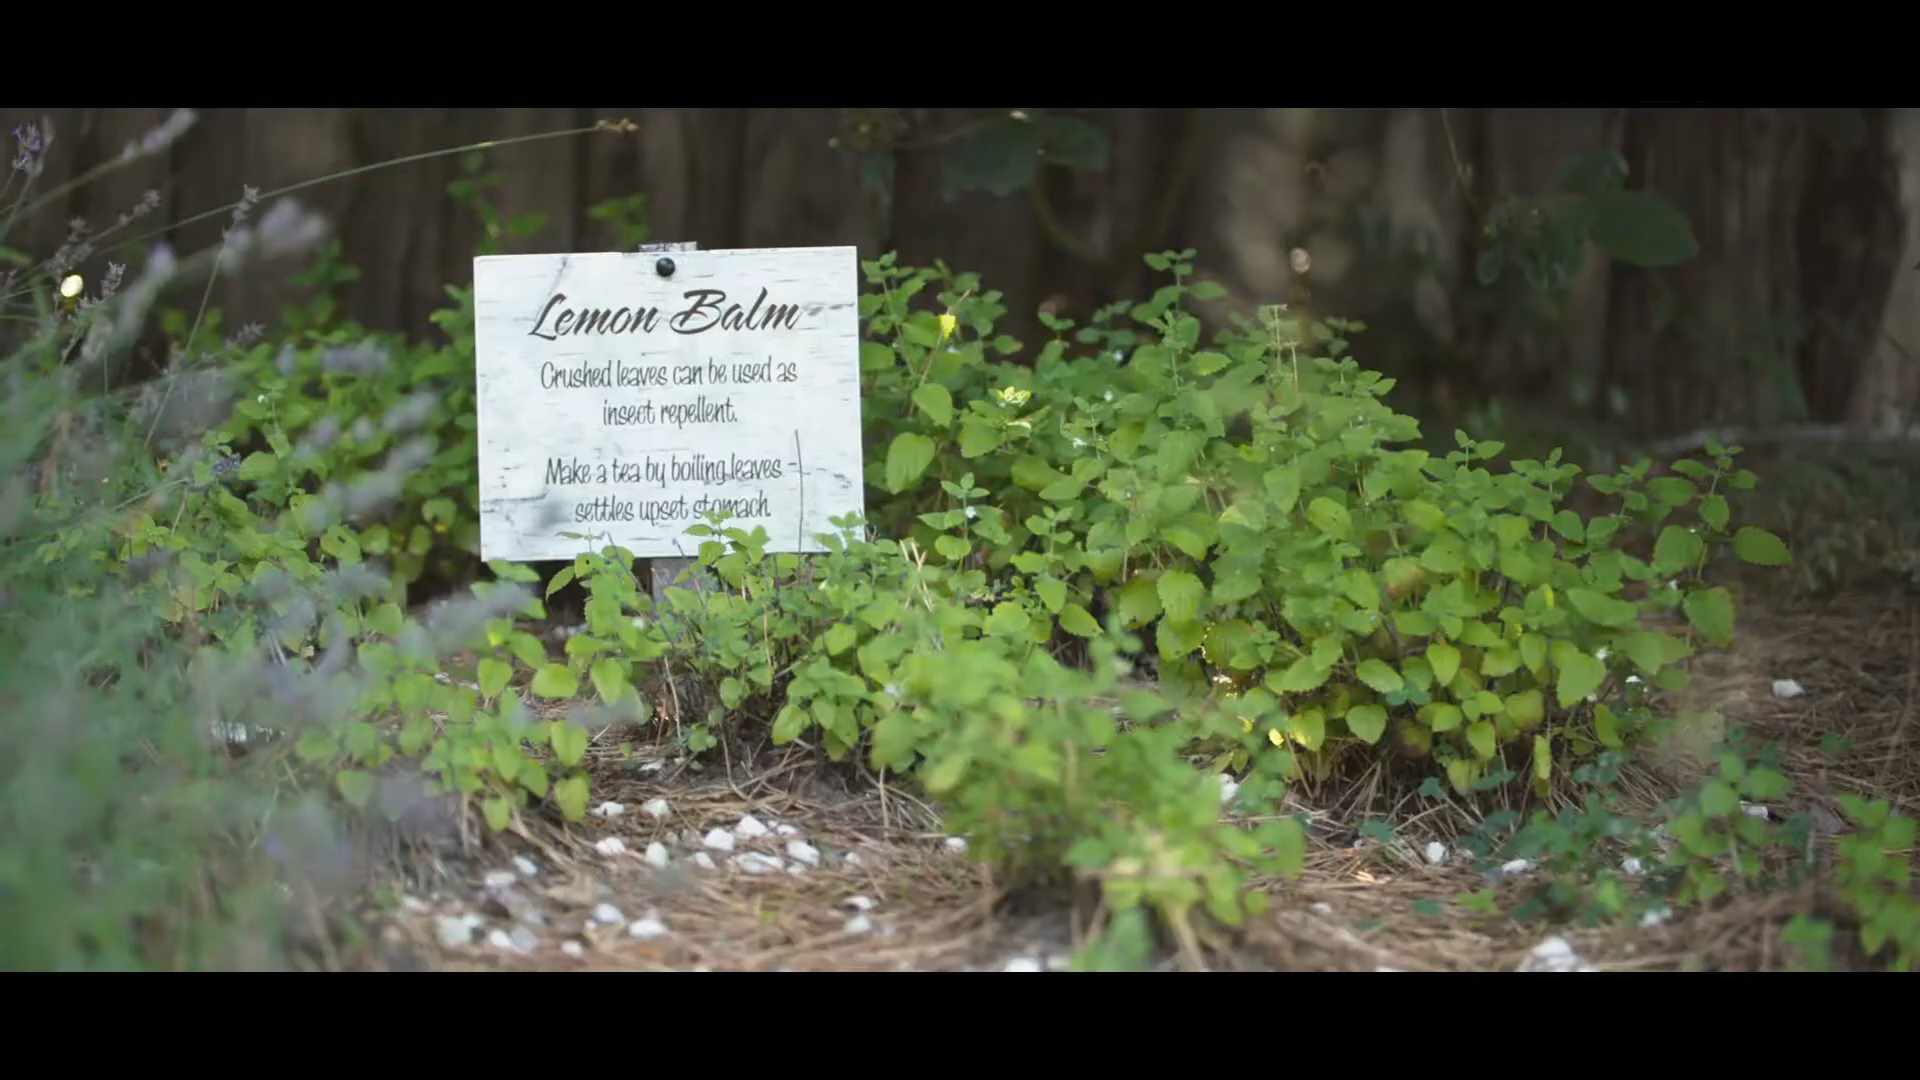 Lemon Balm
Crushed leaves can be used as
insect repellent.
Make a tea by boiling leaves -
settles upset stomach.